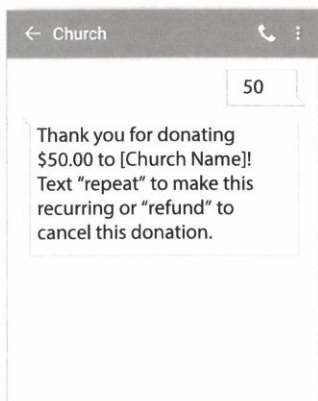 ← Church
50
Thank you for donating
$50.00 to [Church Name]!
Text “repeat” to make this
recurring or “refund” to
cancel this donation.